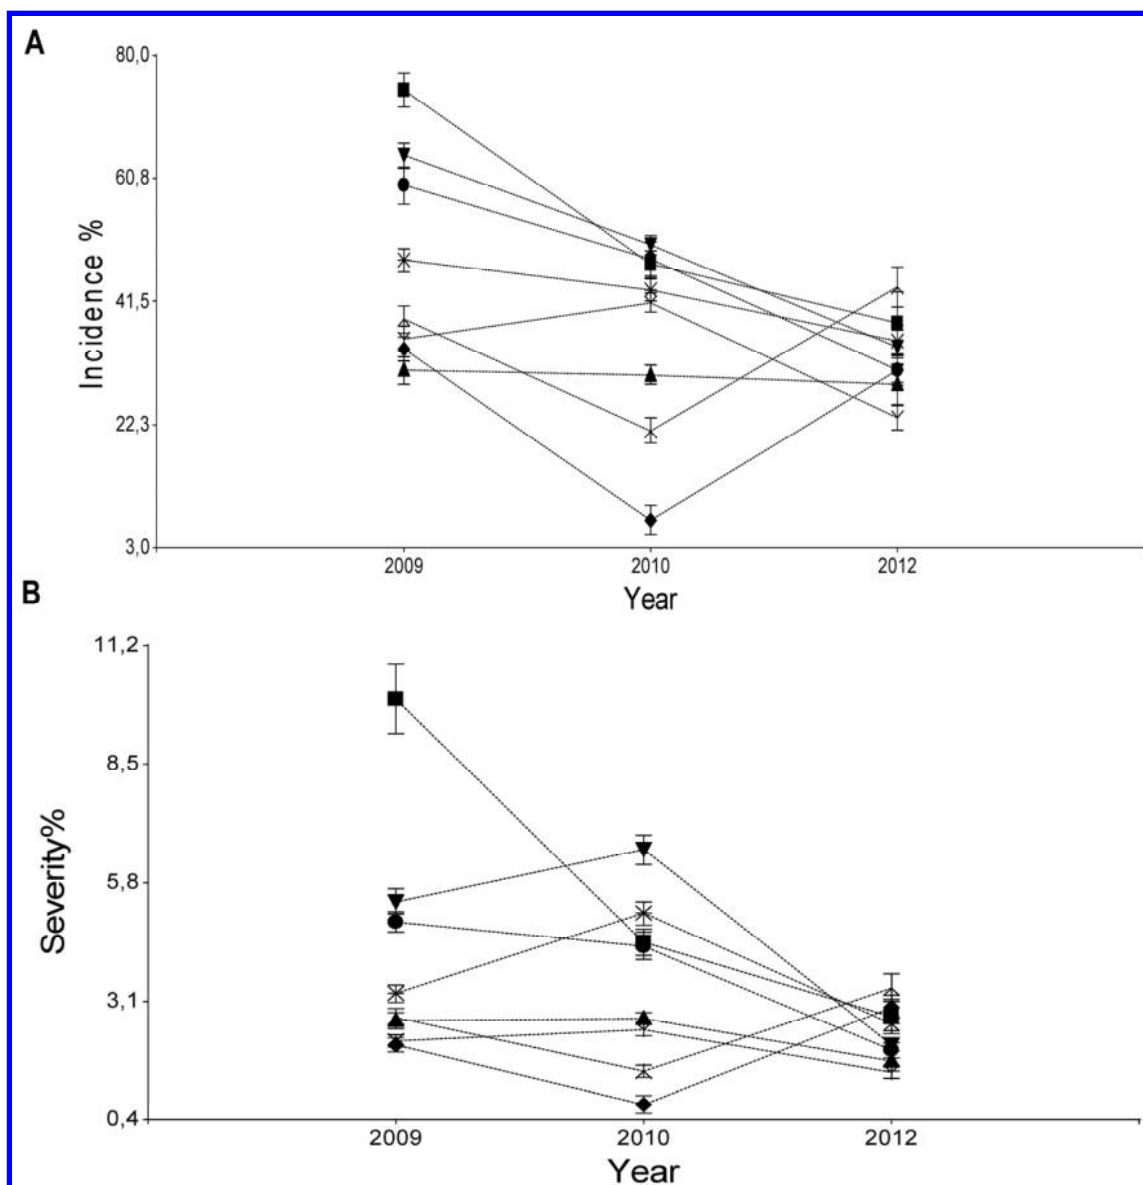 A
80,0
60,8
41,5
22,3
3,0
Incidence %
2009 2010 2012
Year
B
11,2
8,5
5,8
3,1
0,4
Severity%
2009 2010 2012
Year